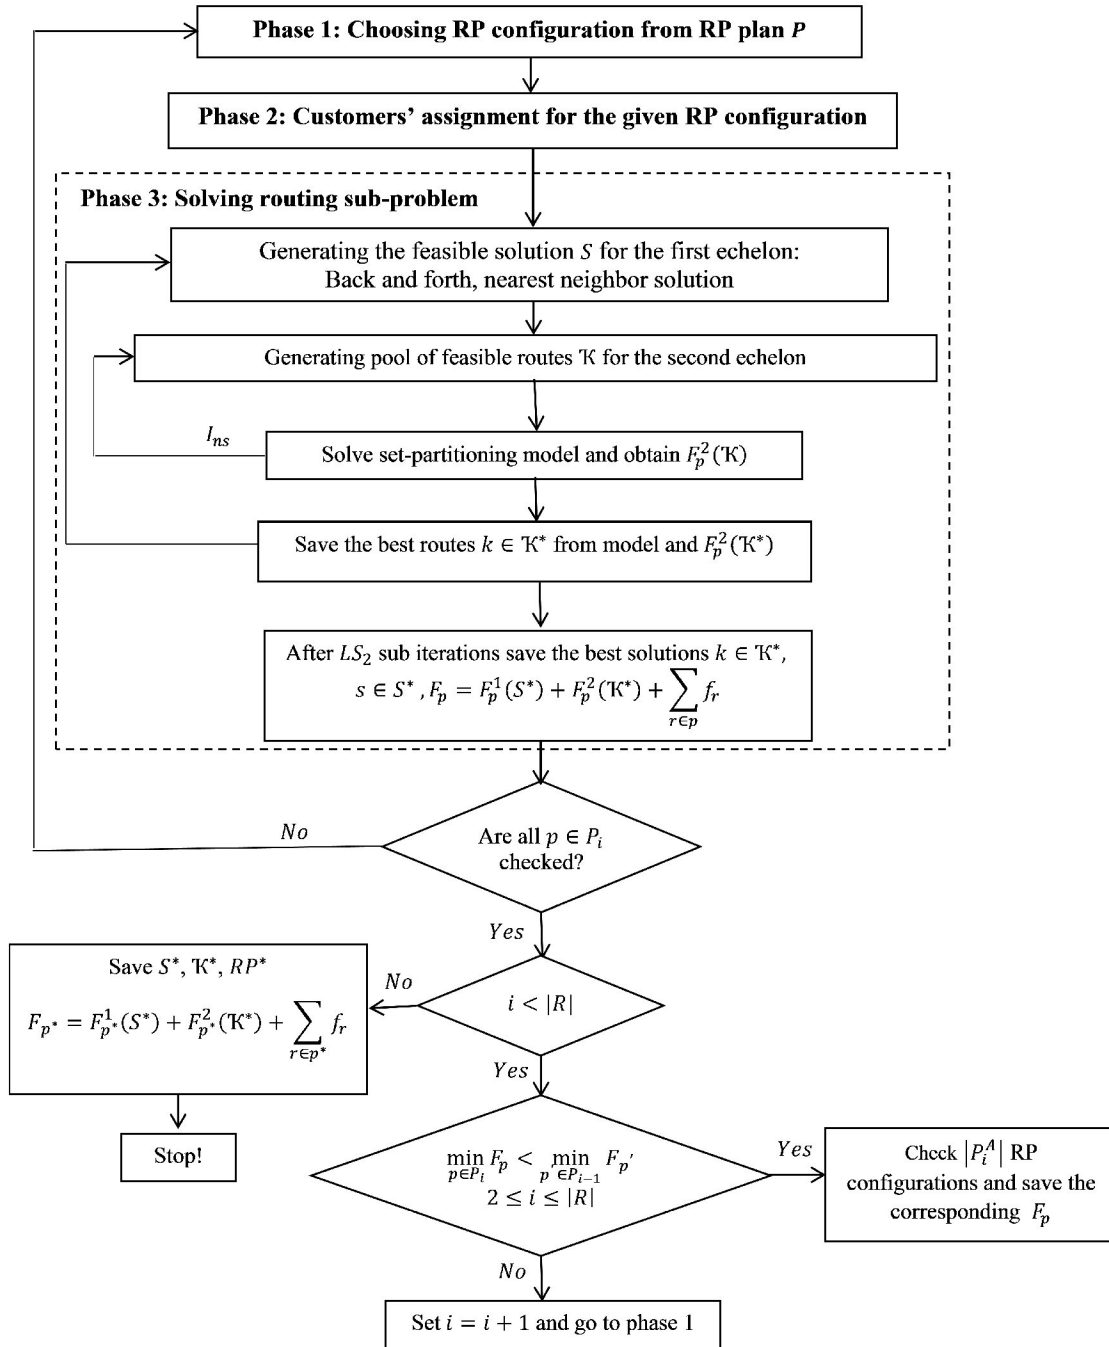 Phase 1: Choosing RP configuration from RP plan P
Phase 2: Customers' assignment for the given RP configuration
Phase 3: Solving routing sub-problem
Generating the feasible solution S for the first echelon:
Back and forth, nearest neighbor solution
Generating pool of feasible routes Ҡ for the second echelon
I_{ns}
Solve set-partitioning model and obtain F_p^2(Ҡ)
Save the best routes k ∈ Ҡ* from model and F_p^2(Ҡ*)
After LS_2 sub iterations save the best solutions k ∈ Ҡ*,
s ∈ S* , F_p = F_p^1(S*) + F_p^2(Ҡ*) + ∑_{r∈p} f_r
No
Are all p ∈ P_i
checked?
Yes
Save S*, Ҡ*, RP*
F_{p*} = F_{p*}^1(S*) + F_{p*}^2(Ҡ*) + ∑_{r∈p*} f_r
No
i < |R|
Yes
Stop!
min_{p∈P_i} F_p < min_{p'∈P_{i-1}} F_{p'}
2 ≤ i ≤ |R|
Yes
Check |P_i^A| RP
configurations and save the
corresponding F_p
No
Set i = i + 1 and go to phase 1